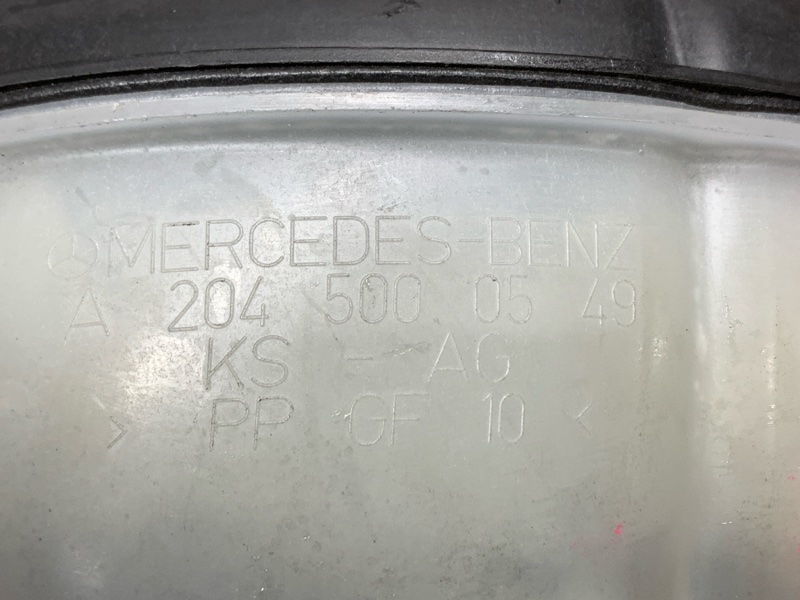 MERCEDES-BENZ
A 204 500 05 49
KS - AG
> PP GF 10 <